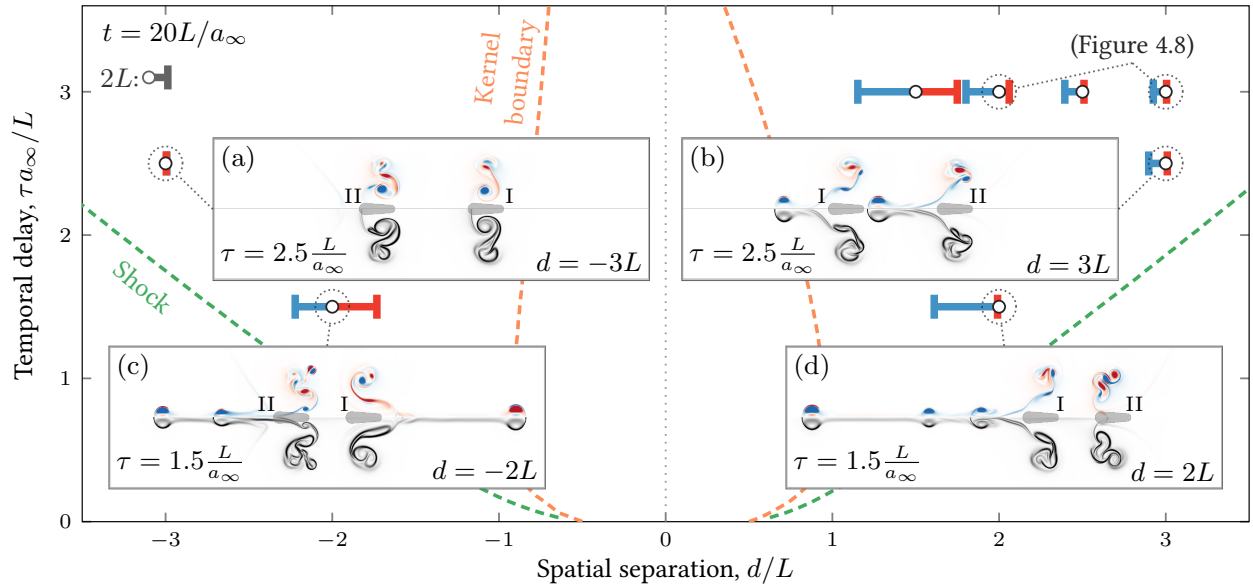 t = 20L/a∞
2L:
Kernel
boundary
(Figure 4.8)
Temporal delay, τa∞/L
3
2
1
0
(a)
II
I
τ = 2.5 L/a∞
d = −3L
(b)
I
II
τ = 2.5 L/a∞
d = 3L
Shock
(c)
II
I
τ = 1.5 L/a∞
d = −2L
(d)
I
II
τ = 1.5 L/a∞
d = 2L
−3 −2 −1 0 1 2 3
Spatial separation, d/L